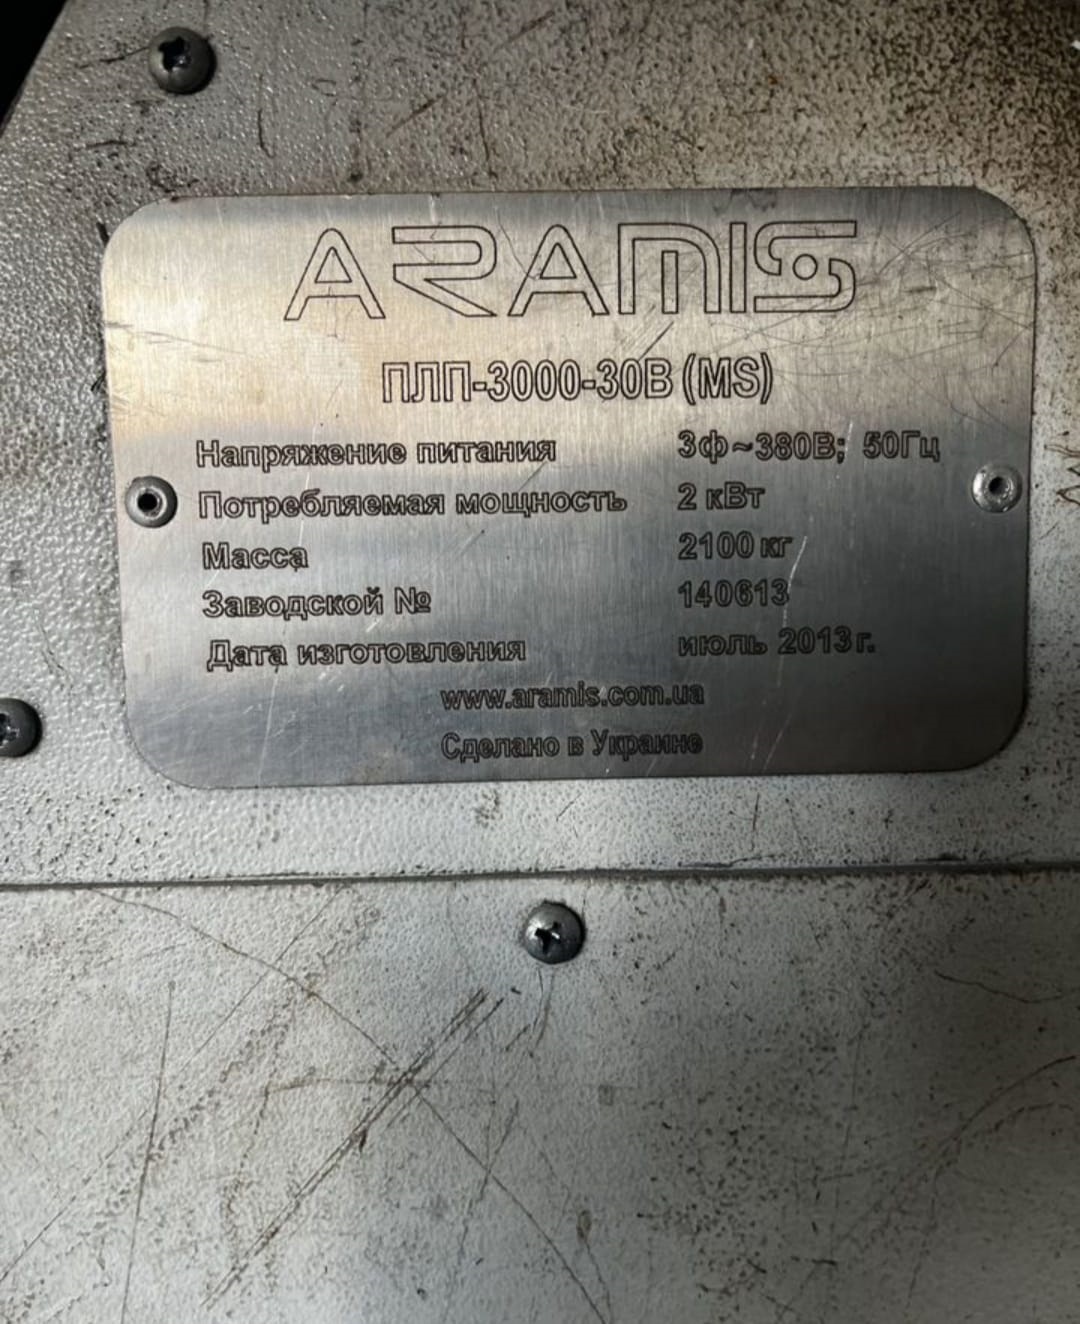 ARAMIS
ПЛП-3000-30В (MS)
Напряжение питания 3ф~380В; 50Гц
Потребляемая мощность 2 кВт
Масса 2100 кг
Заводской № 140613
Дата изготовления июль 2013 г.
www.aramis.com.ua
Сделано в Украине